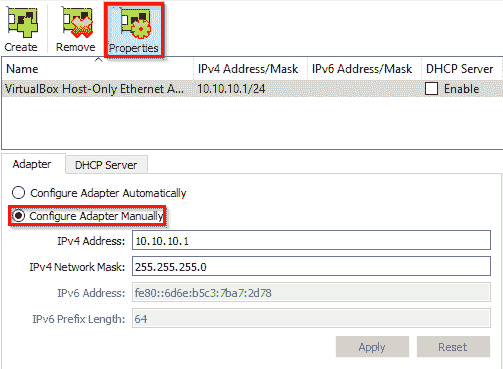 Create Remove Properties
Name IPv4 Address/Mask IPv6 Address/Mask DHCP Server
VirtualBox Host-Only Ethernet A... 10.10.10.1/24 Enable
Adapter DHCP Server
Configure Adapter Automatically
Configure Adapter Manually
IPv4 Address: 10.10.10.1
IPv4 Network Mask: 255.255.255.0
IPv6 Address: fe80::6d6e:b5c3:7ba7:2d78
IPv6 Prefix Length: 64
Apply Reset